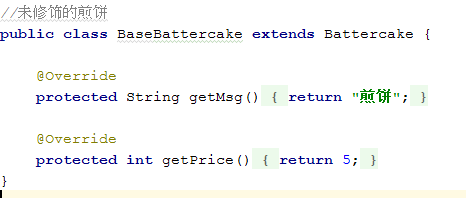 //未修饰的煎饼
public class BaseBattercake extends Battercake {
@Override
protected String getMsg() { return "煎饼"; }
@Override
protected int getPrice() { return 5; }
}